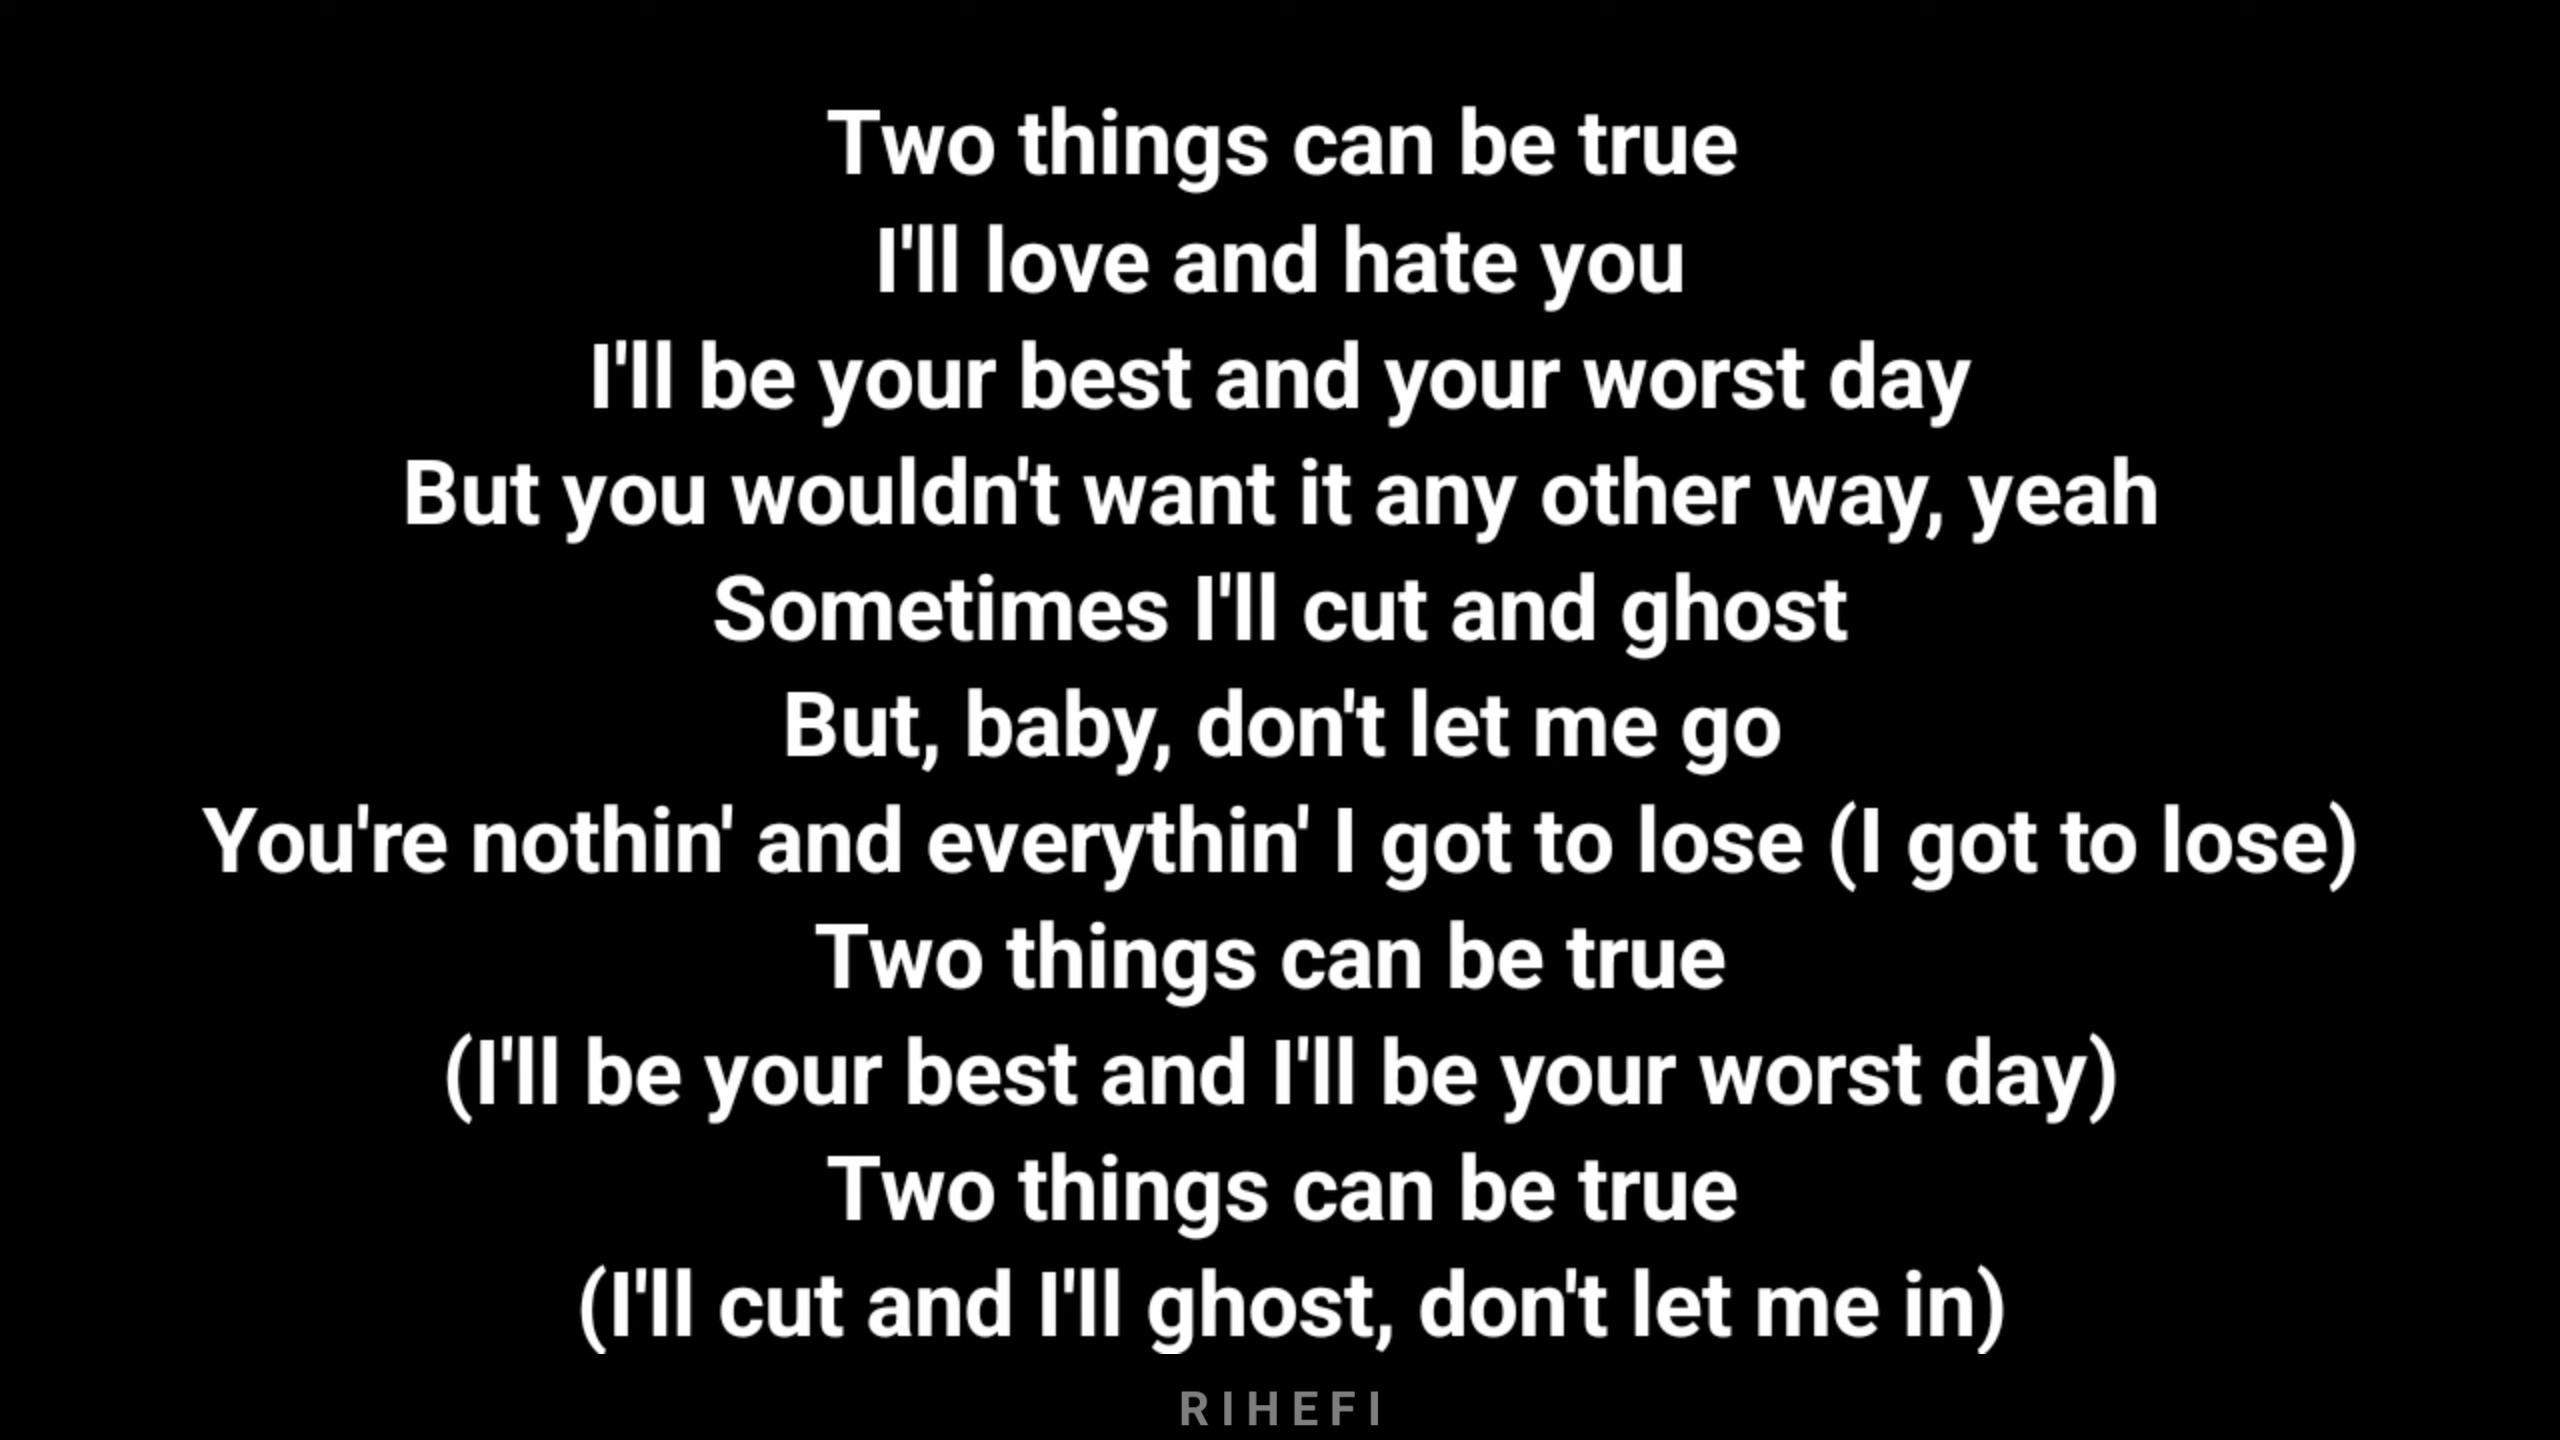 Two things can be true
I'll love and hate you
I'll be your best and your worst day
But you wouldn't want it any other way, yeah
Sometimes I'll cut and ghost
But, baby, don't let me go
You're nothin' and everythin' I got to lose (I got to lose)
Two things can be true
(I'll be your best and I'll be your worst day)
Two things can be true
(I'll cut and I'll ghost, don't let me in)
RIHEFI